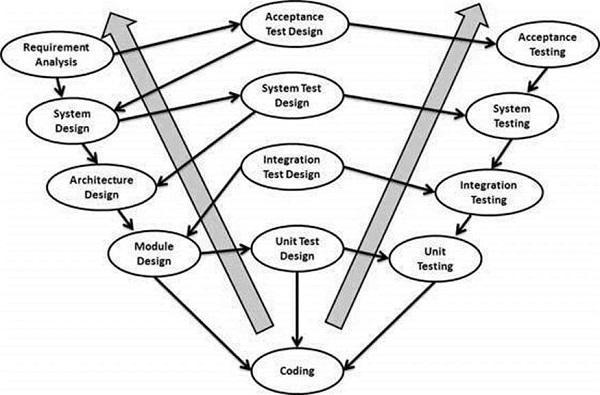 Requirement
Analysis
Acceptance
Test Design
Acceptance
Testing
System
Design
System Test
Design
System
Testing
Architecture
Design
Integration
Test Design
Integration
Testing
Module
Design
Unit Test
Design
Unit
Testing
Coding